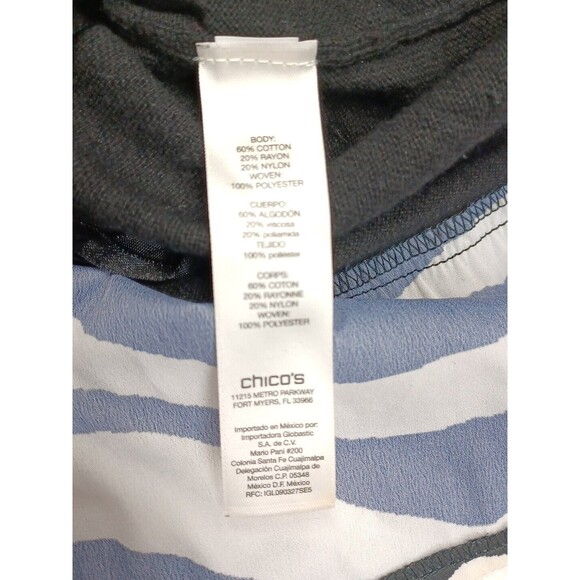 BODY:
60% COTTON
20% RAYON
20% NYLON
WOVEN:
100% POLYESTER
CUERPO
60% ALGODÓN
20% viscosa
20% poliamida
TEJIDO
100% poliéster
CORPS:
60% COTON
20% RAYONNE
20% NYLON
WOVEN:
100% POLYESTER
chico's
11215 METRO PARKWAY
FORT MYERS, FL 33966
Importado en México por:
Importadora Globastic
S.A. de C.V.
Mario Pani #200
Colonia Santa Fe Cuajimalpa
Delegación Cuajimalpa de
Morelos C.P. 05348
México D.F. México
RFC: IGL090327SE5